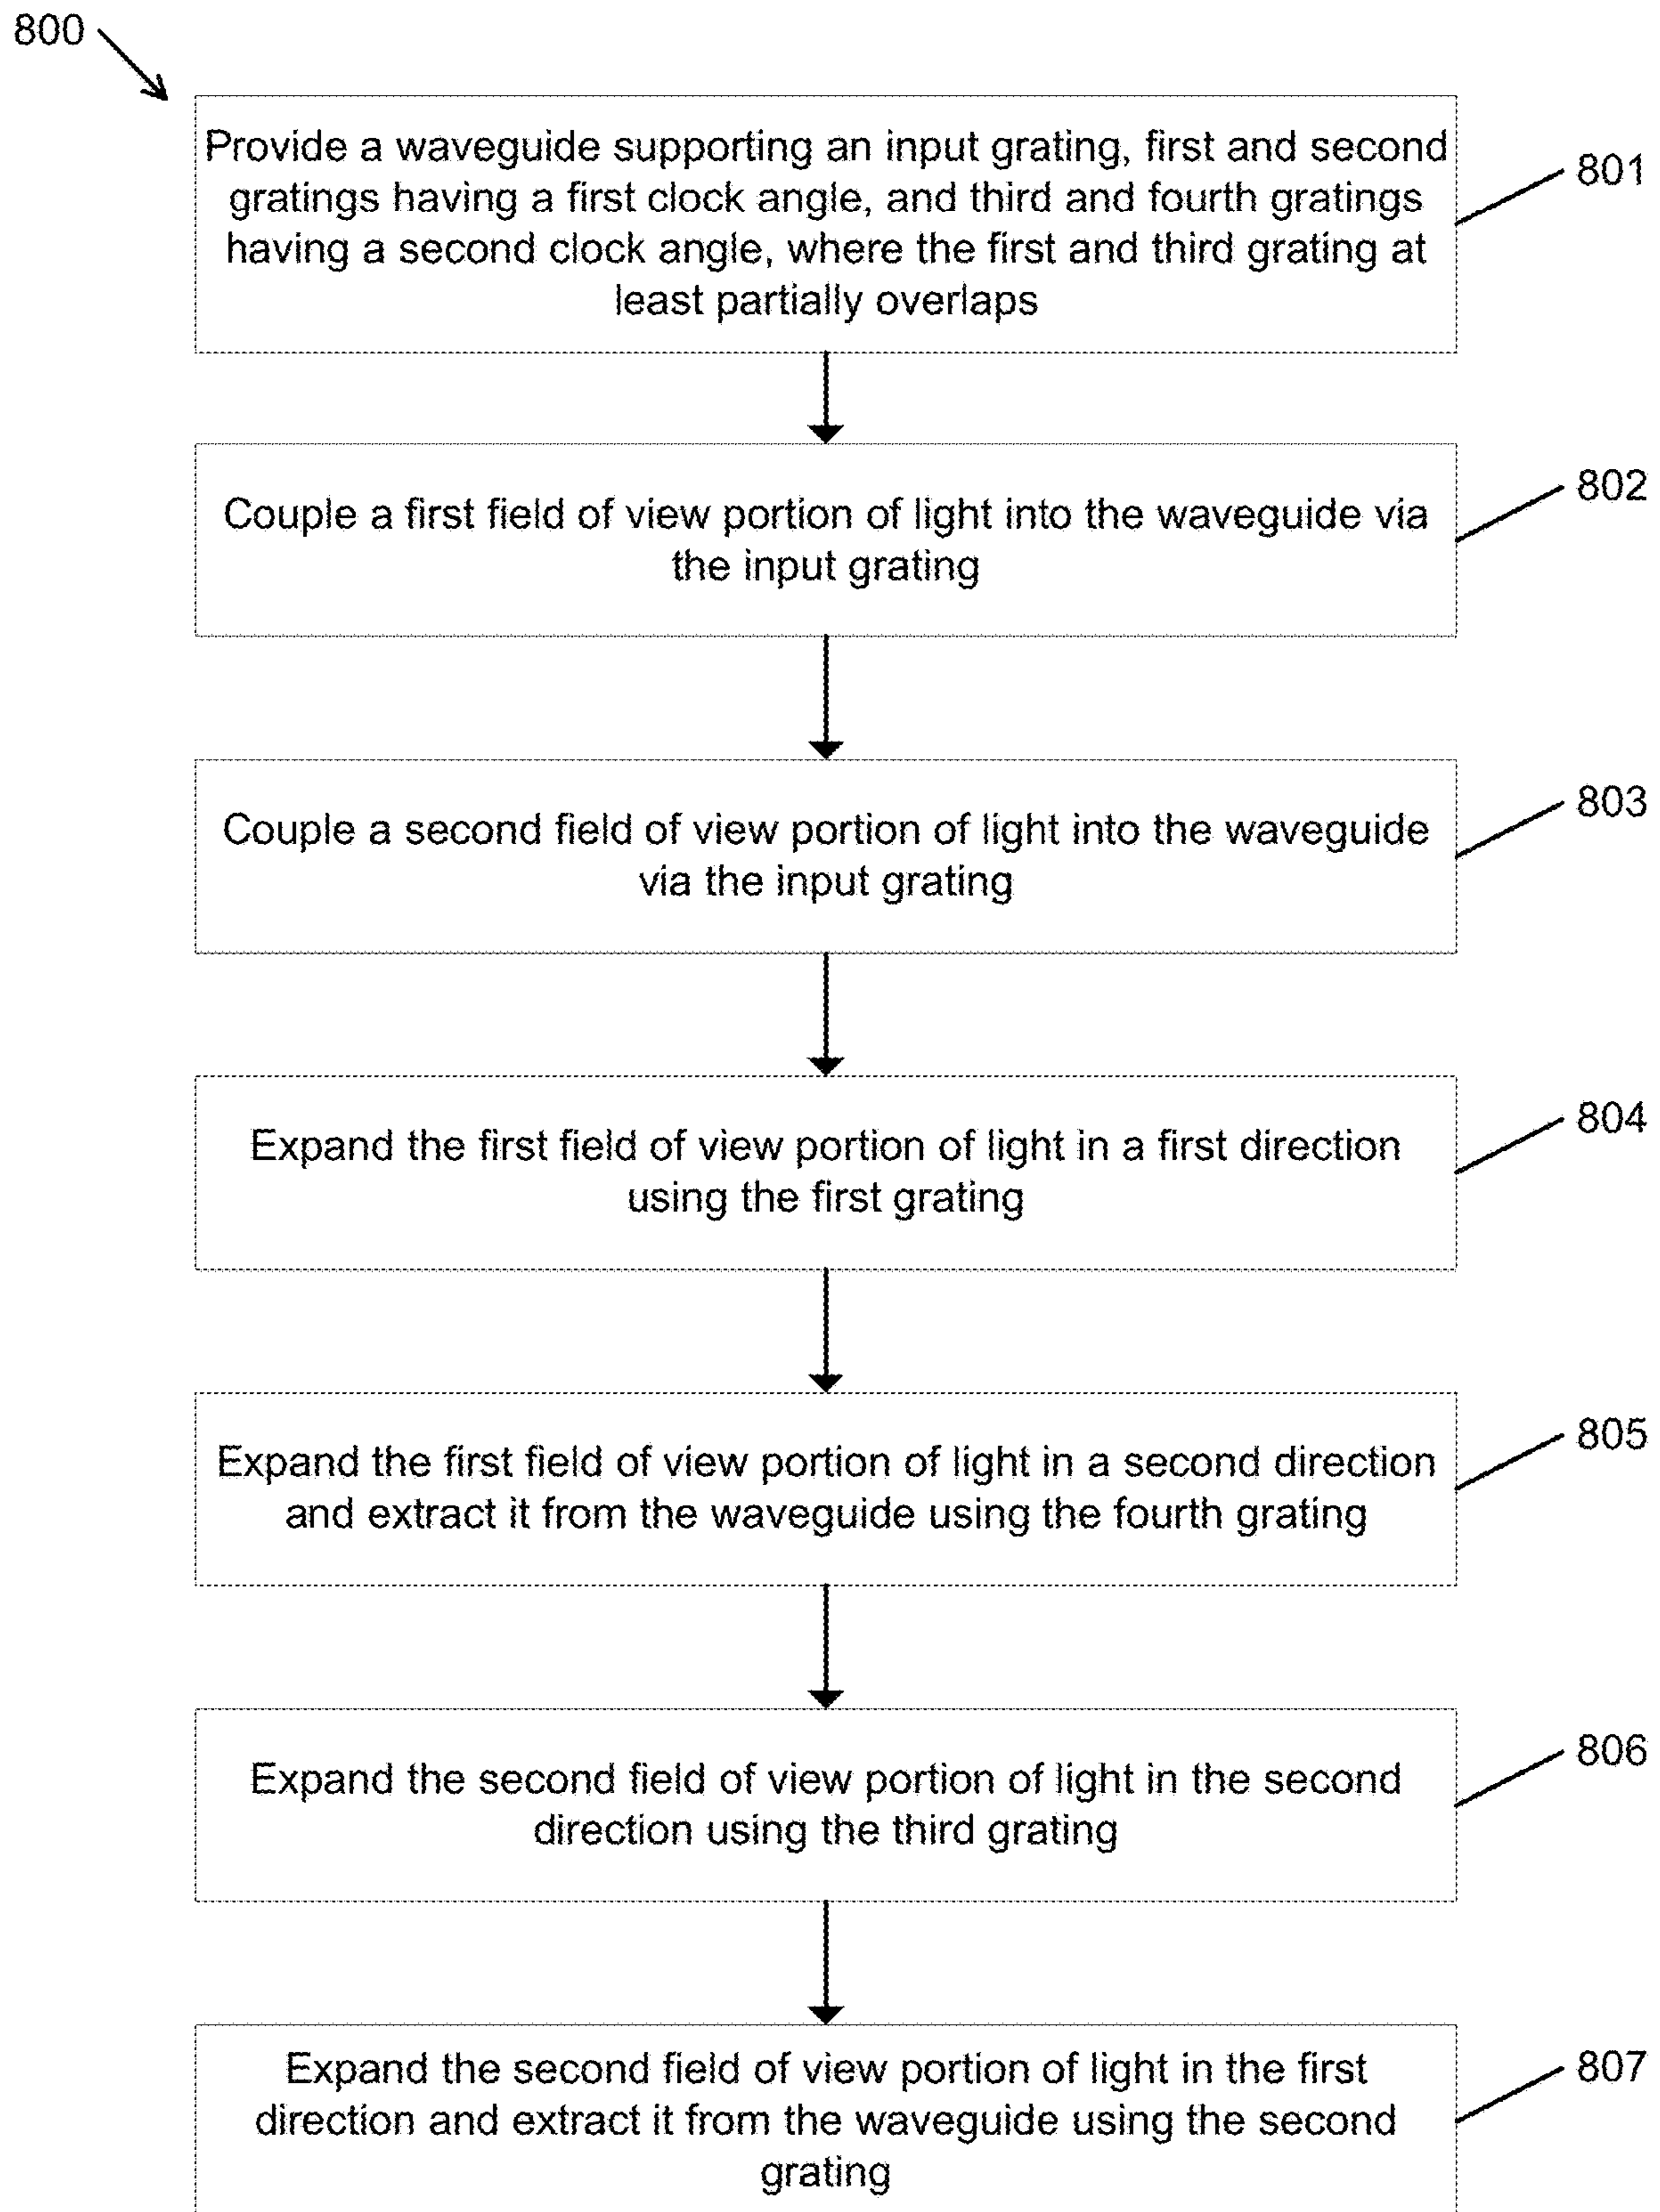 800
Provide a waveguide supporting an input grating, first and second
gratings having a first clock angle, and third and fourth gratings
having a second clock angle, where the first and third grating at
least partially overlaps
801
Couple a first field of view portion of light into the waveguide via
the input grating
802
Couple a second field of view portion of light into the waveguide
via the input grating
803
Expand the first field of view portion of light in a first direction
using the first grating
804
Expand the first field of view portion of light in a second direction
and extract it from the waveguide using the fourth grating
805
Expand the second field of view portion of light in the second
direction using the third grating
806
Expand the second field of view portion of light in the first
direction and extract it from the waveguide using the second
grating
807